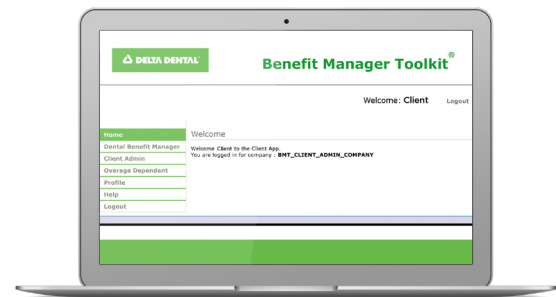 DELTA DENTAL®
Benefit Manager Toolkit®
Welcome: Client Logout
Home
Welcome
Dental Benefit Manager
Welcome Client to the Client App.
You are logged in for company : BMT_CLIENT_ADMIN_COMPANY
Client Admin
Overage Dependent
Profile
Help
Logout